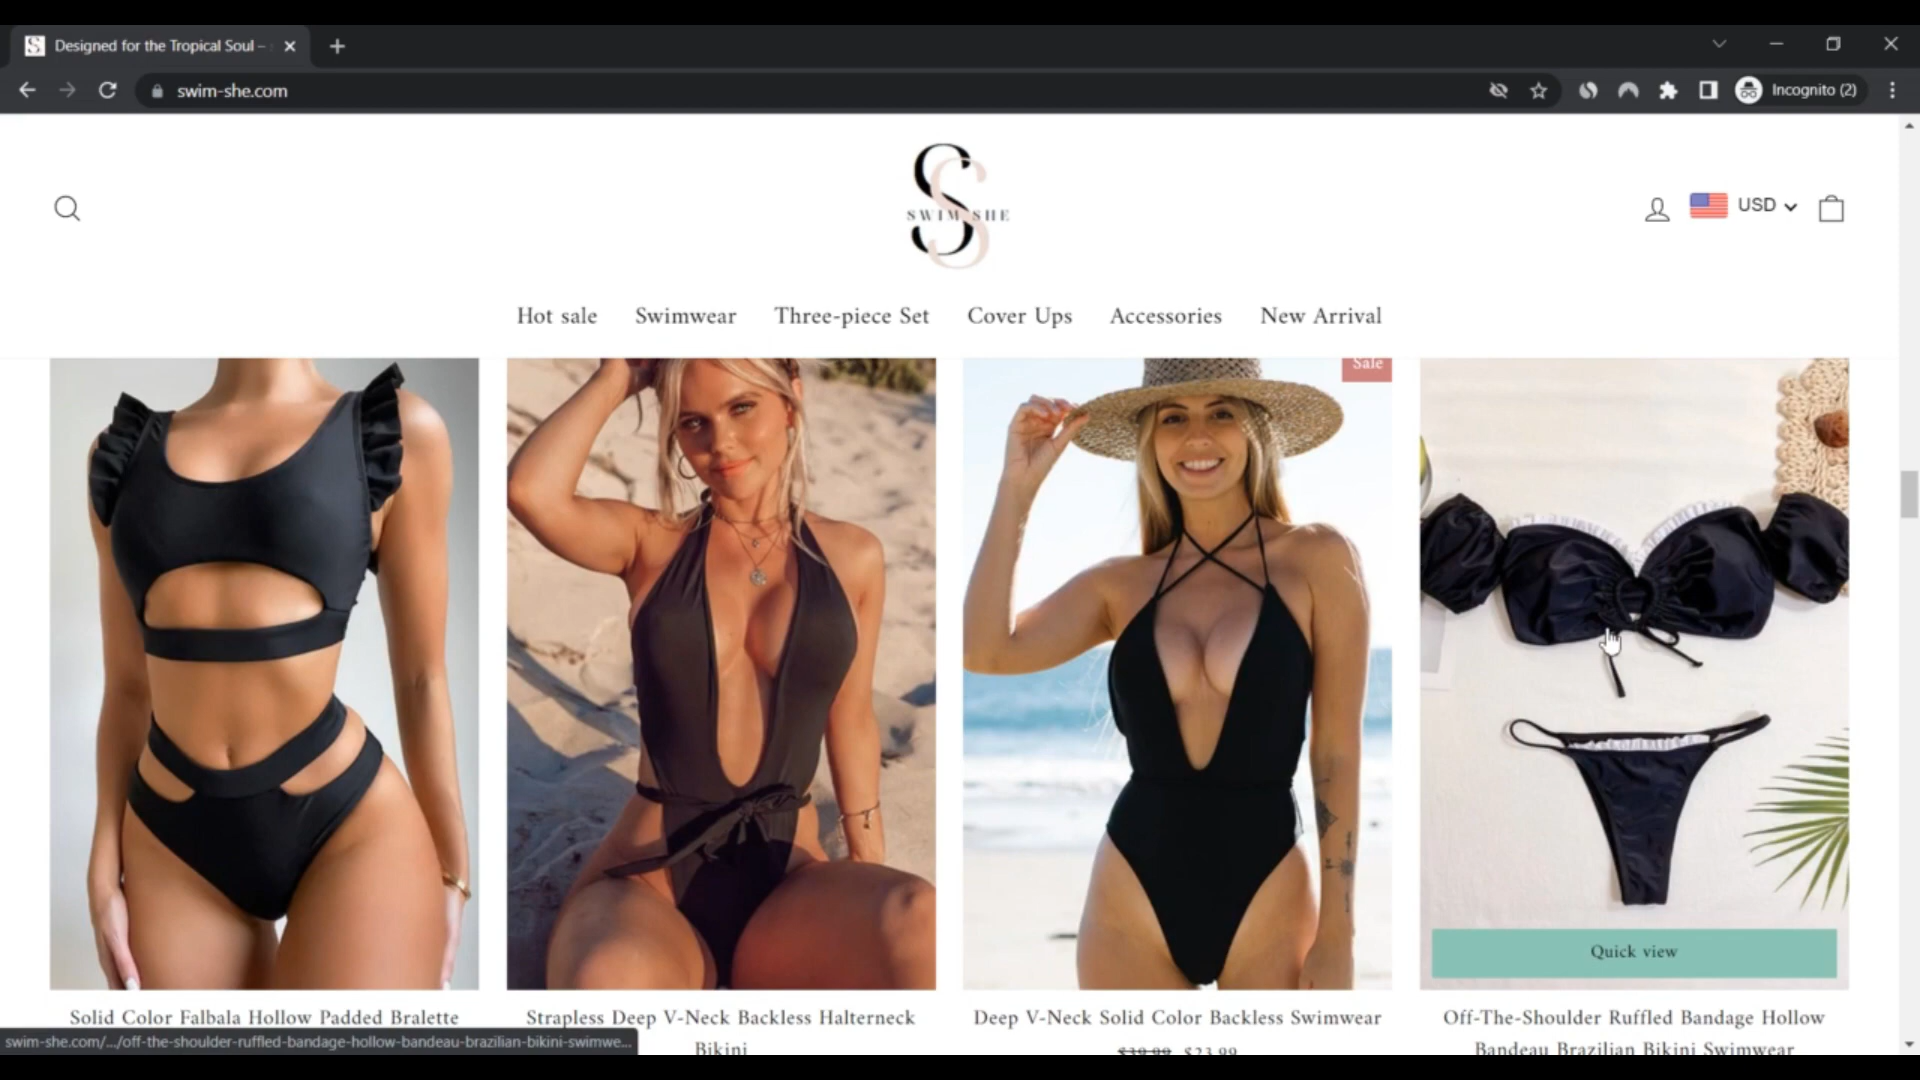 Designed for the Tropical Soul –
swim-she.com
Incognito (2)
SWIM SHE
USD
Hot sale
Swimwear
Three-piece Set
Cover Ups
Accessories
New Arrival
Sale
Quick view
Solid Color Falbala Hollow Padded Bralette
Strapless Deep V-Neck Backless Halterneck
Bikini
Deep V-Neck Solid Color Backless Swimwear
$39.99 $23.99
Off-The-Shoulder Ruffled Bandage Hollow
Bandeau Brazilian Bikini Swimwear
swim-she.com/.../off-the-shoulder-ruffled-bandage-hollow-bandeau-brazilian-bikini-swimwe...